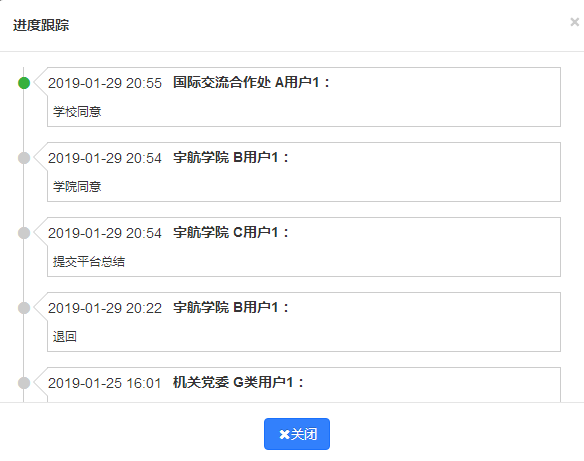 进度跟踪
×
2019-01-29 20:55 国际交流合作处 A用户1：
学校同意
2019-01-29 20:54 宇航学院 B用户1：
学院同意
2019-01-29 20:54 宇航学院 C用户1：
提交平台总结
2019-01-29 20:22 宇航学院 B用户1：
退回
2019-01-25 16:01 机关党委 G类用户1：
✖关闭